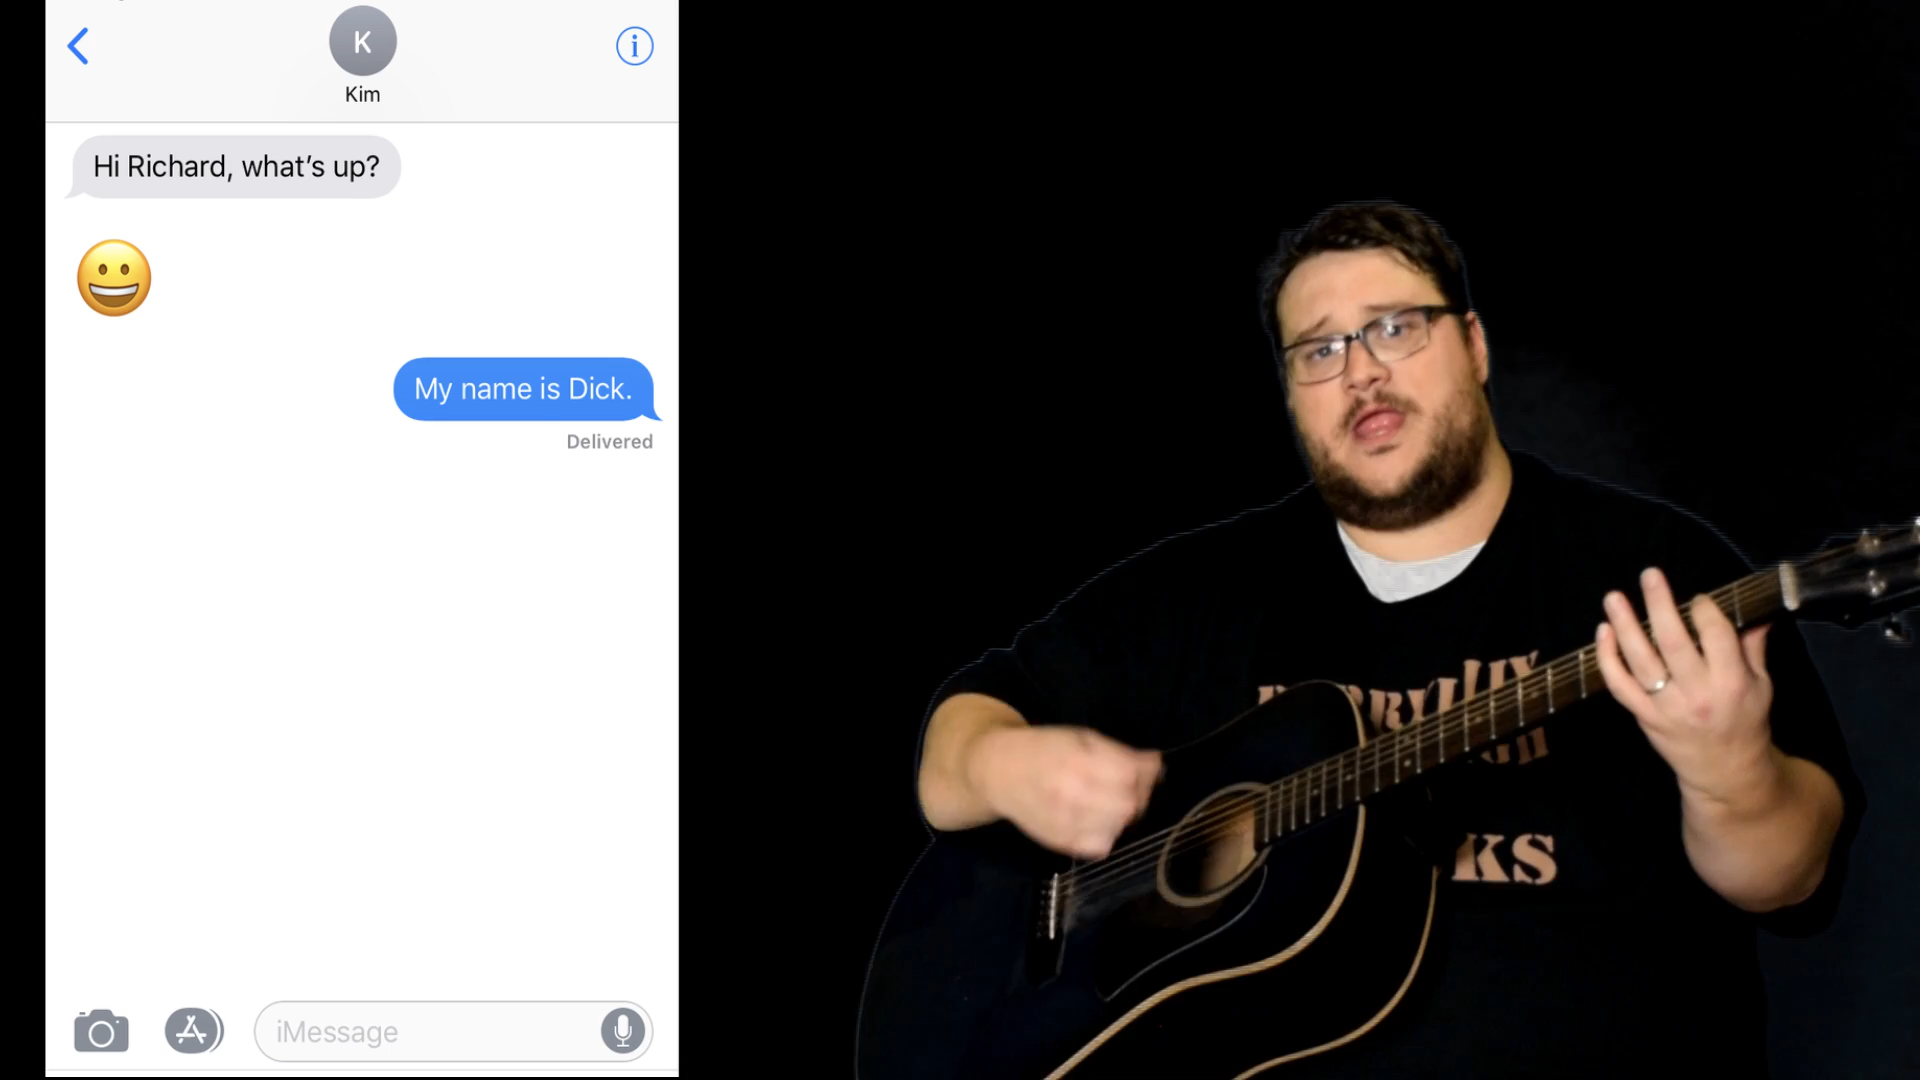 K
Kim
Hi Richard, what's up?
My name is Dick.
Delivered
iMessage
KS